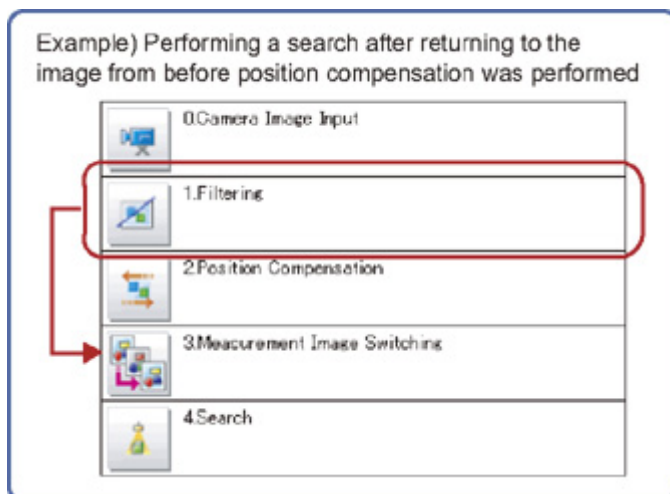 Example) Performing a search after returning to the
image from before position compensation was performed
0.Camera Image Input
1.Filtering
2.Position Compensation
3.Measurement Image Switching
4.Search